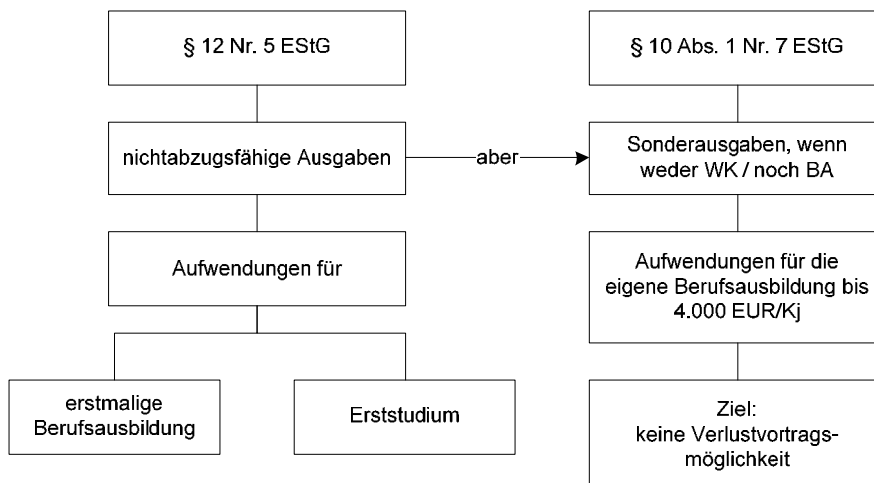 § 12 Nr. 5 EStG
nichtabzugsfähige Ausgaben
Aufwendungen für
erstmalige
Berufsausbildung
Erststudium
aber
§ 10 Abs. 1 Nr. 7 EStG
Sonderausgaben, wenn
weder WK / noch BA
Aufwendungen für die
eigene Berufsausbildung bis
4.000 EUR/Kj
Ziel:
keine Verlustvortrags-
möglichkeit